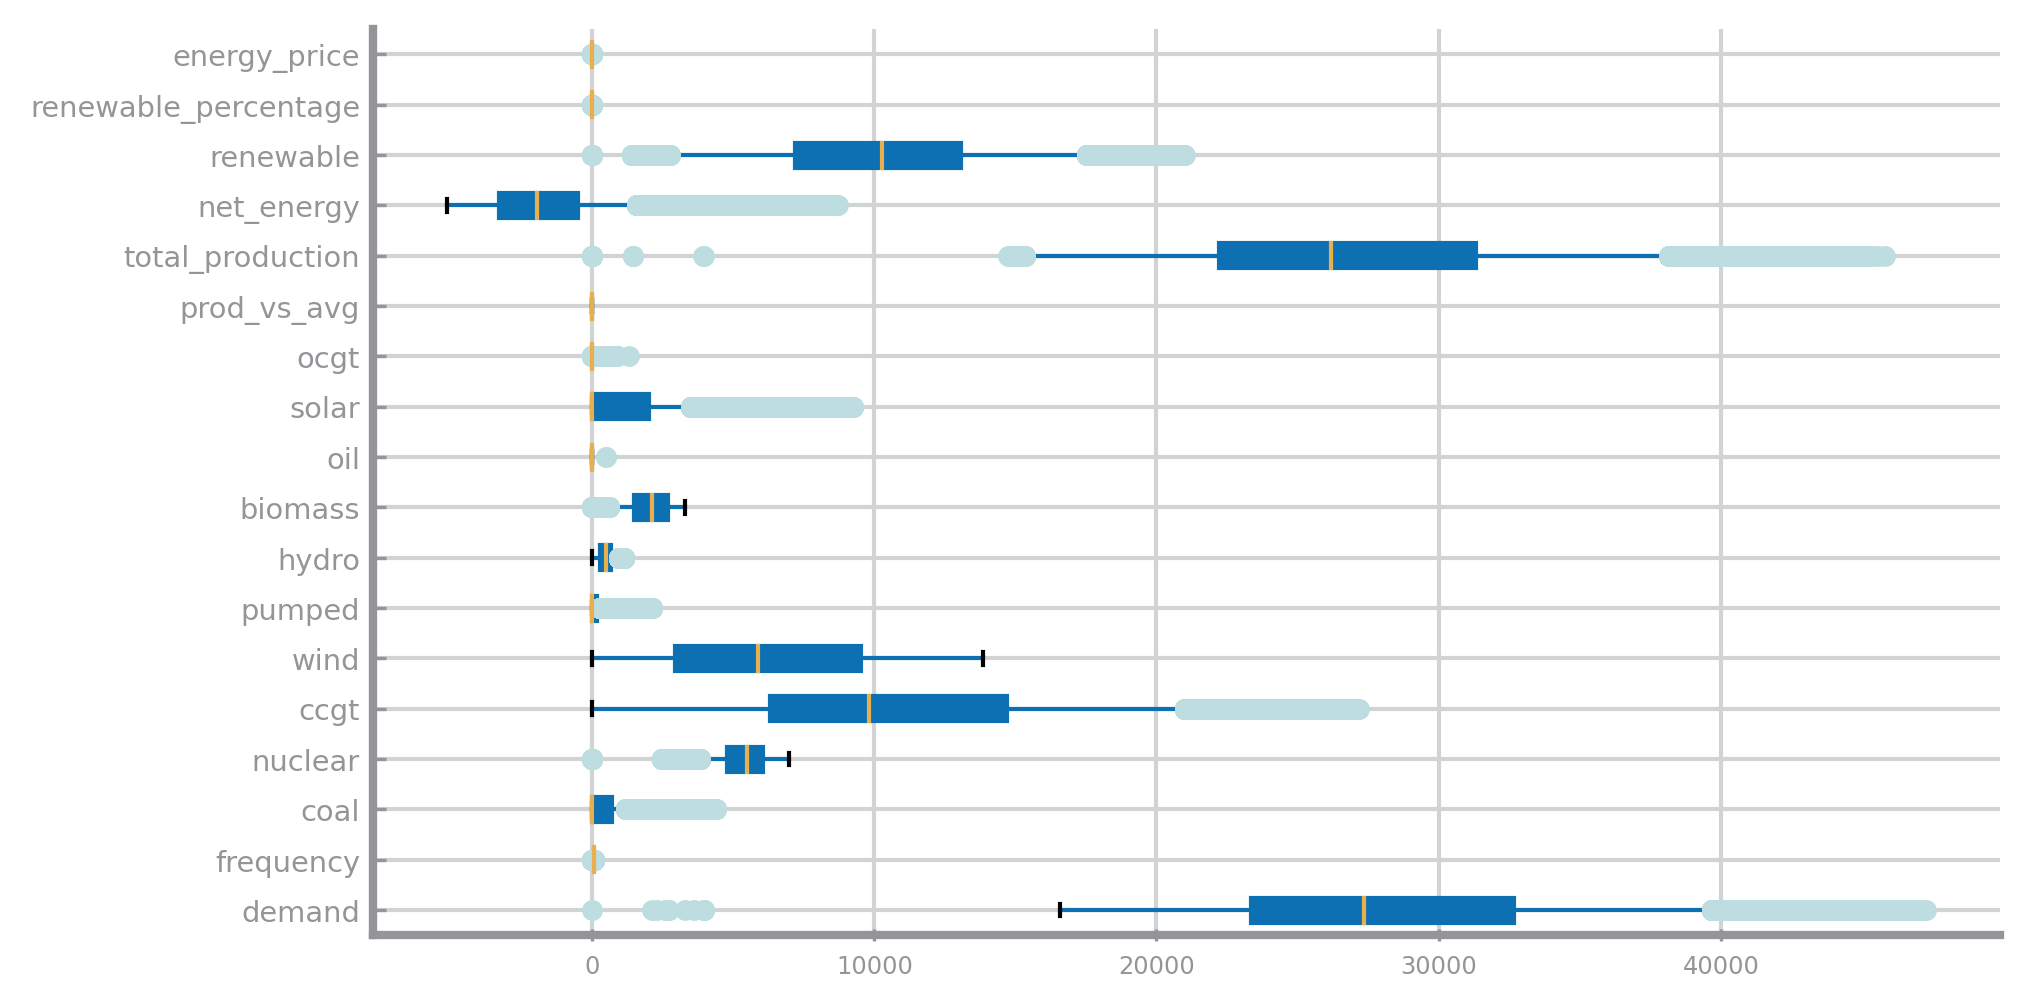 energy_price
renewable_percentage
renewable
net_energy
total_production
prod_vs_avg
ocgt
solar
oil
biomass
hydro
pumped
wind
ccgt
nuclear
coal
frequency
demand
0 10000 20000 30000 40000